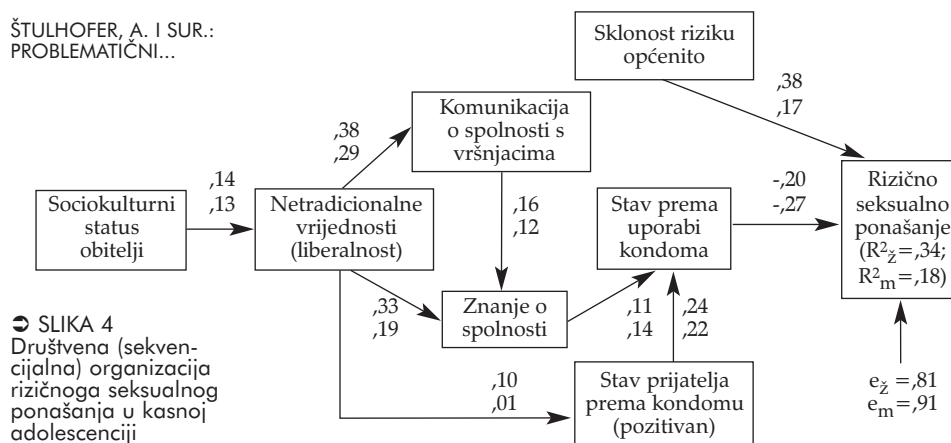 ŠTULHOFER, A. I SUR.:
PROBLEMATIČNI...
Sklonost riziku
općenito
,38
,17
Komunikacija
o spolnosti s
vršnjacima
,38
,29
Sociokulturni
status
obitelji
,14
,13
Netradicionalne
vrijednosti
(liberalnost)
,16
,12
Stav prema
uporabi
kondoma
-,20
-,27
Rizično
seksualno
ponašanje
(R²ž=,34;
R²m=,18)
,33
,19
Znanje o
spolnosti
,11
,14
,24
,22
,10
,01
Stav prijatelja
prema kondomu
(pozitivan)
ež =,81
em =,91
➲ SLIKA 4
Društvena (sekven-
cijalna) organizacija
rizičnoga seksualnog
ponašanja u kasnoj
adolescenciji